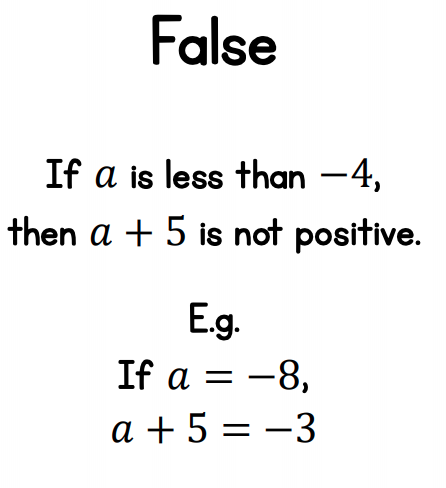 False
If a is less than −4,
then a + 5 is not positive.
E.g.
If a = −8,
a + 5 = −3